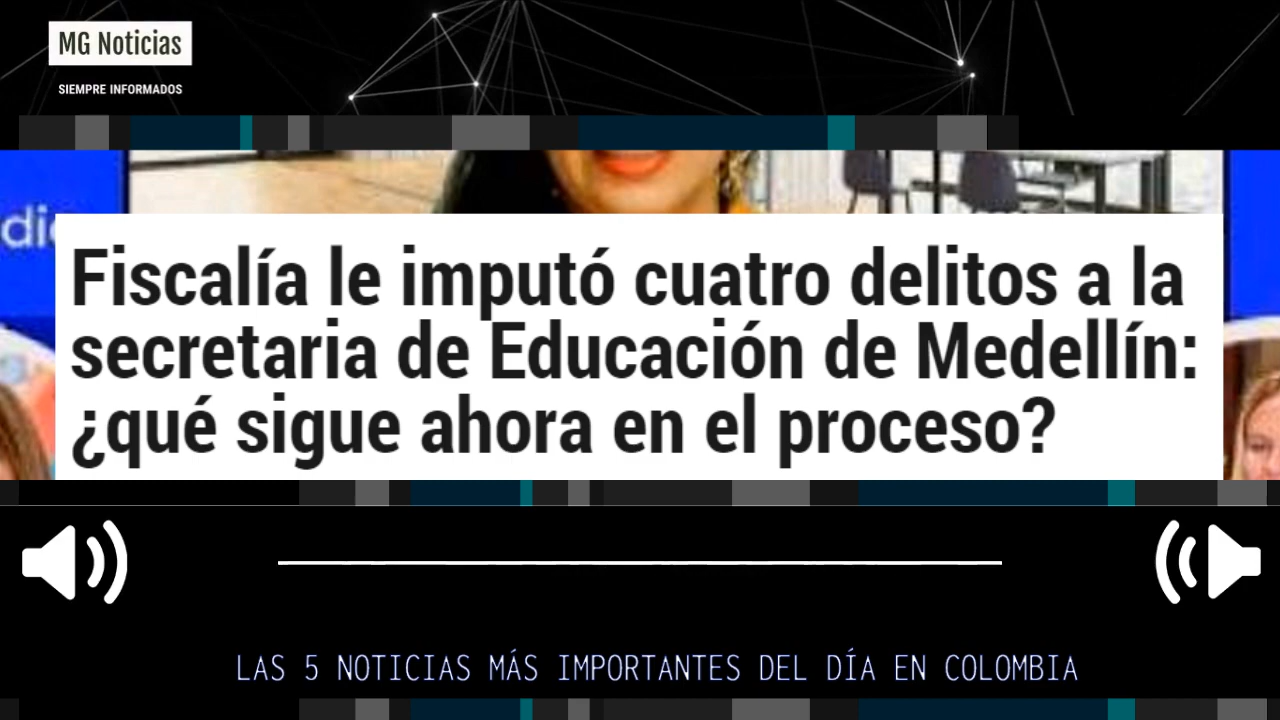 MG Noticias
SIEMPRE INFORMADOS
Fiscalía le imputó cuatro delitos a la
secretaria de Educación de Medellín:
¿qué sigue ahora en el proceso?
LAS 5 NOTICIAS MÁS IMPORTANTES DEL DÍA EN COLOMBIA